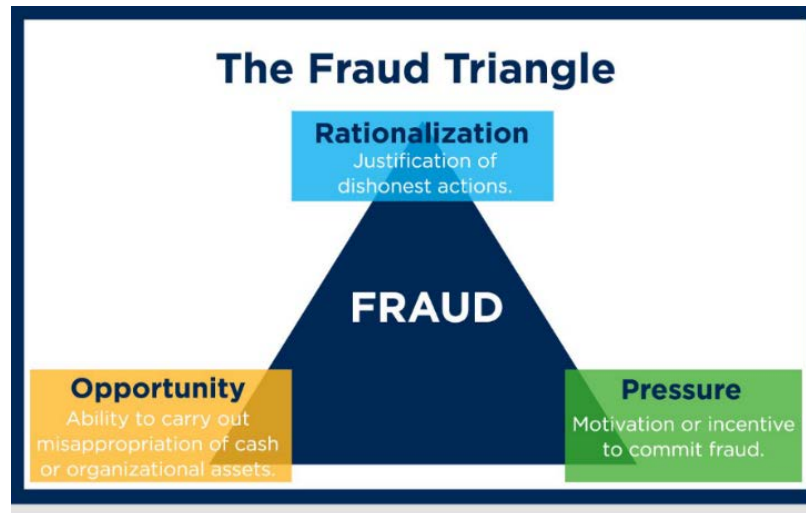 The Fraud Triangle
Rationalization
Justification of
dishonest actions.
FRAUD
Opportunity
Ability to carry out
misappropriation of cash
or organizational assets.
Pressure
Motivation or incentive
to commit fraud.